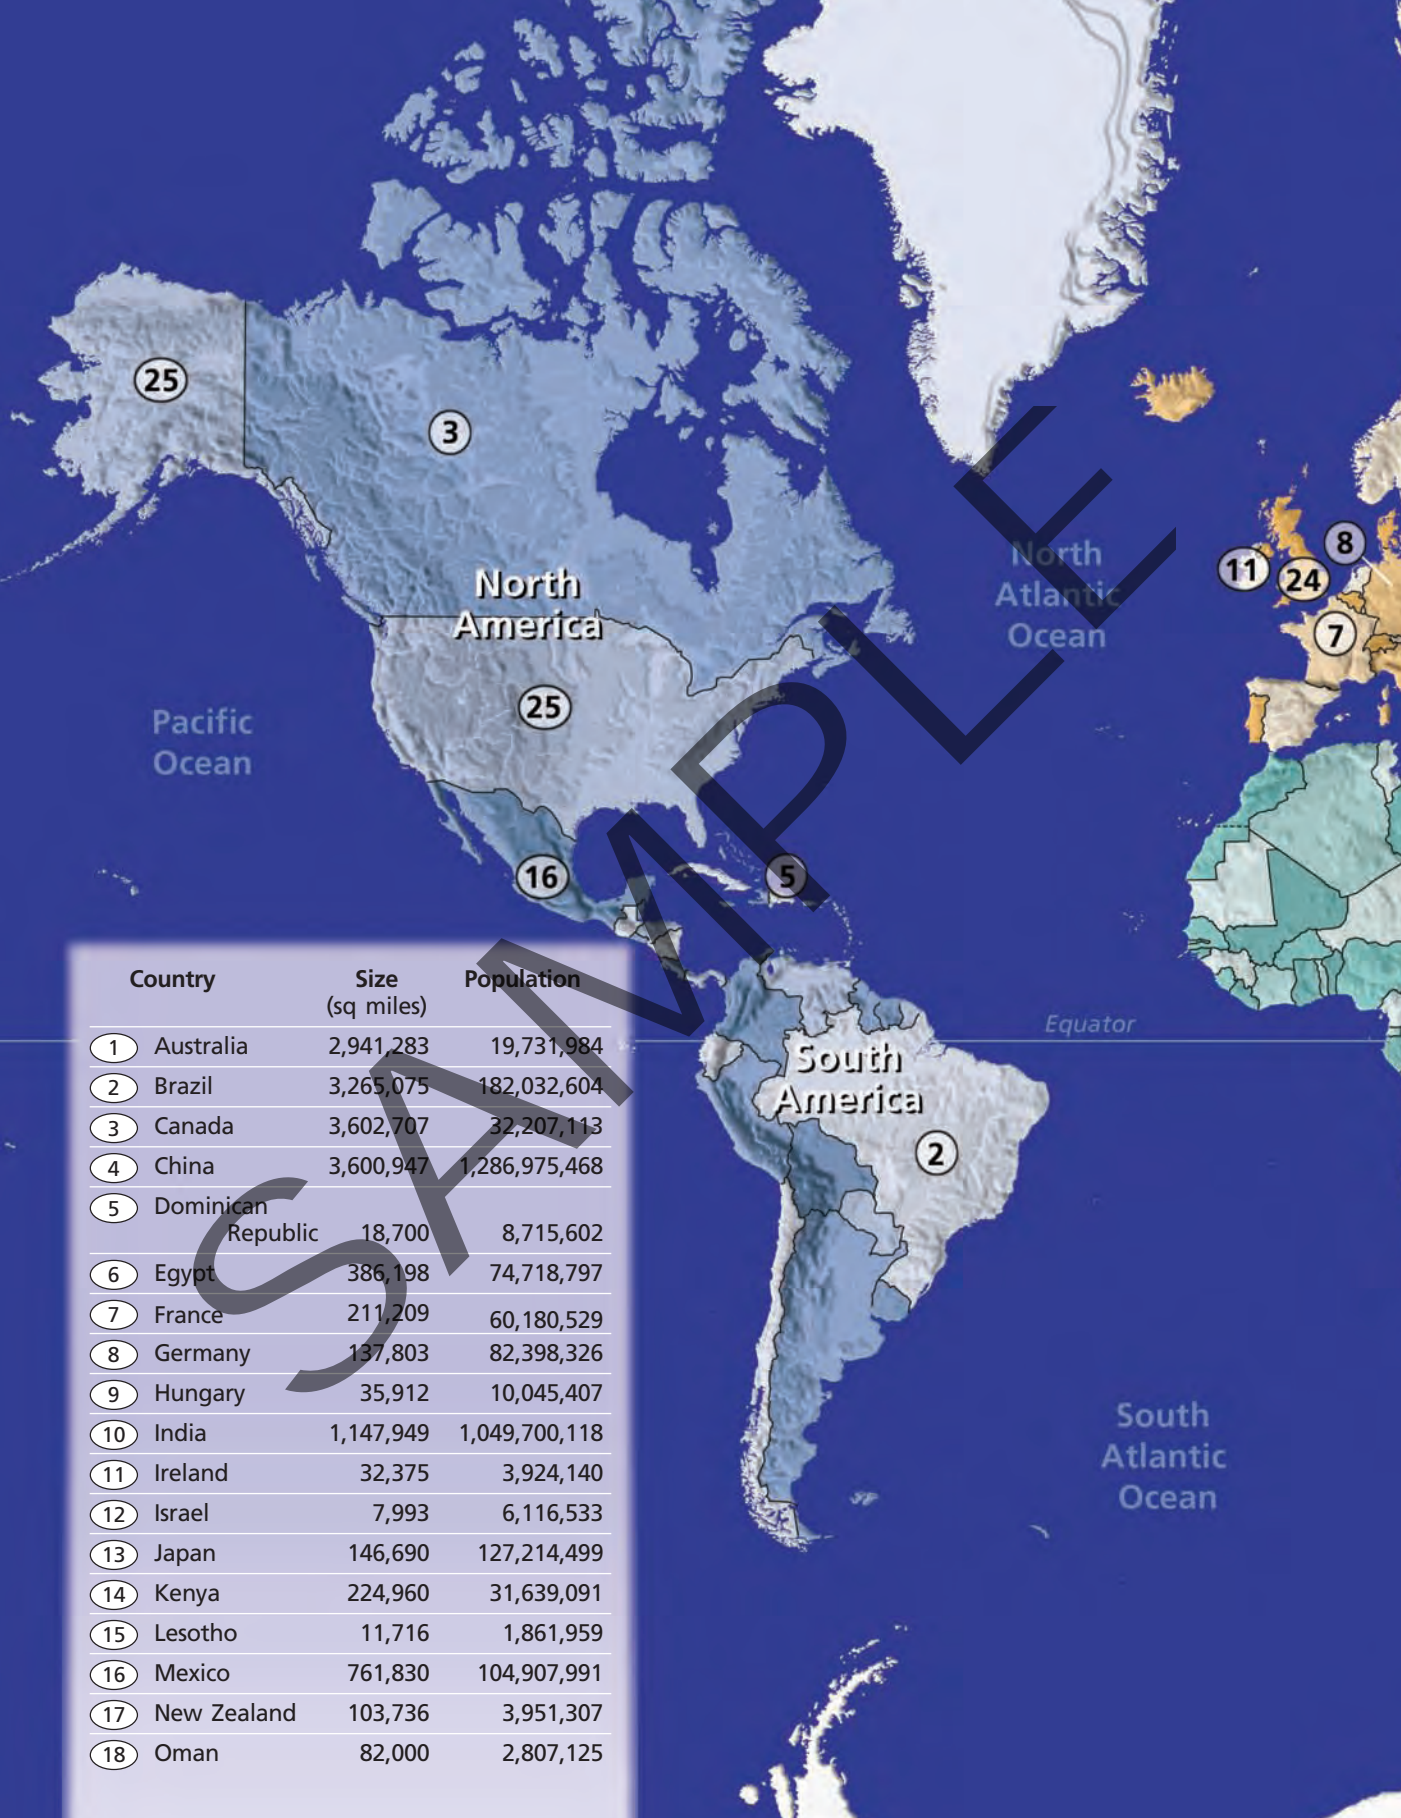 25
3
North
America
North
Atlantic
Ocean
11
24
8
7
25
Pacific
Ocean
16
5
SAMPLE
Equator
South
America
2
South
Atlantic
Ocean
Country Size Population
(sq miles)
1 Australia 2,941,283 19,731,984
2 Brazil 3,265,075 182,032,604
3 Canada 3,602,707 32,207,113
4 China 3,600,947 1,286,975,468
5 Dominican
Republic 18,700 8,715,602
6 Egypt 386,198 74,718,797
7 France 211,209 60,180,529
8 Germany 137,803 82,398,326
9 Hungary 35,912 10,045,407
10 India 1,147,949 1,049,700,118
11 Ireland 32,375 3,924,140
12 Israel 7,993 6,116,533
13 Japan 146,690 127,214,499
14 Kenya 224,960 31,639,091
15 Lesotho 11,716 1,861,959
16 Mexico 761,830 104,907,991
17 New Zealand 103,736 3,951,307
18 Oman 82,000 2,807,125